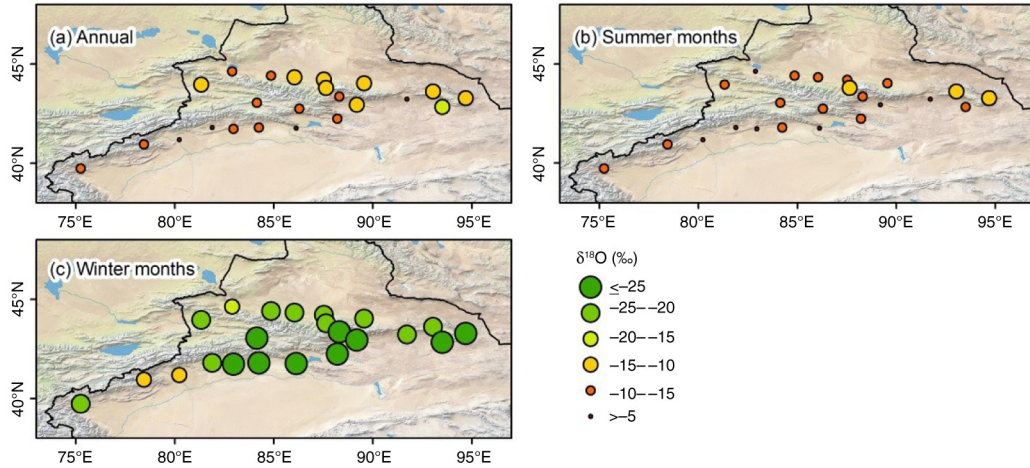 (a) Annual
(b) Summer months
45°N
40°N
75°E 80°E 85°E 90°E 95°E
45°N
40°N
75°E 80°E 85°E 90°E 95°E
(c) Winter months
45°N
40°N
75°E 80°E 85°E 90°E 95°E
δ¹⁸O (‰)
≤−25
−25−−20
−20−−15
−15−−10
−10−−15
>−5